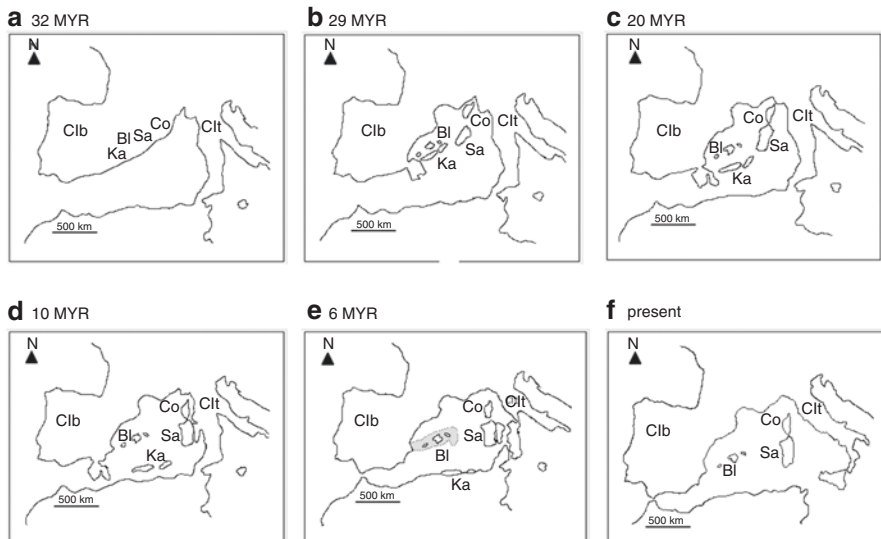 a 32 MYR
N
CIb
Co
Sa
Bl
Ka
CIt
500 km
b 29 MYR
N
CIb
Bl
Co
CIt
Sa
Ka
500 km
c 20 MYR
N
CIb
Co
CIt
Bl
Sa
Ka
500 km
d 10 MYR
N
CIb
Co
CIt
Bl
Sa
Ka
500 km
e 6 MYR
N
CIb
Co
CIt
Sa
Bl
Ka
500 km
f present
N
CIb
Co
CIt
Sa
Bl
500 km